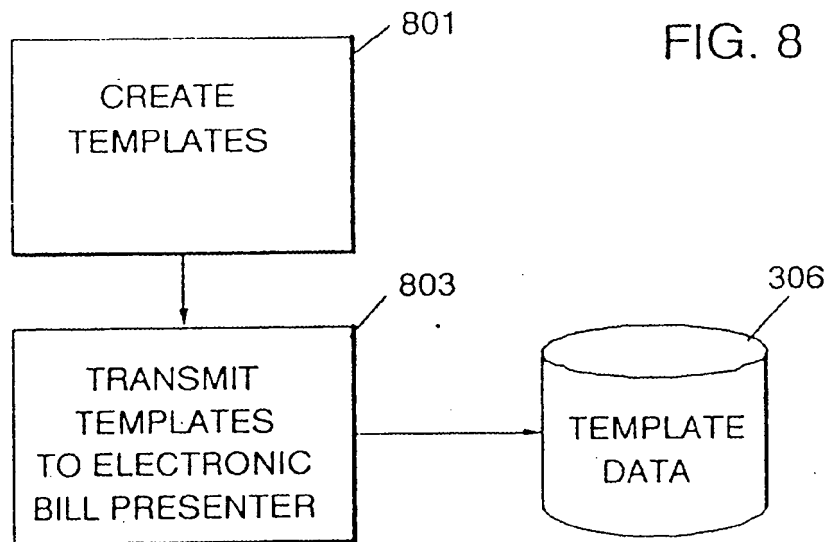 FIG. 8
801
CREATE
TEMPLATES
803
TRANSMIT
TEMPLATES
TO ELECTRONIC
BILL PRESENTER
306
TEMPLATE
DATA